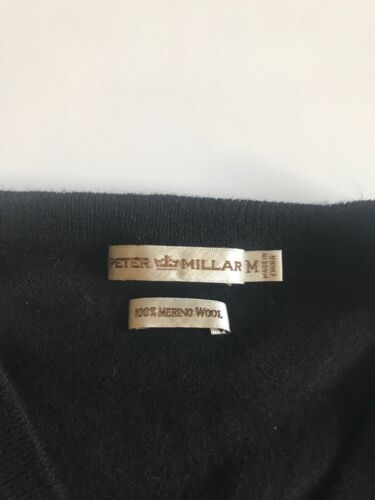 PETER MILLAR M
MADE IN
CHINA
100% MERINO WOOL